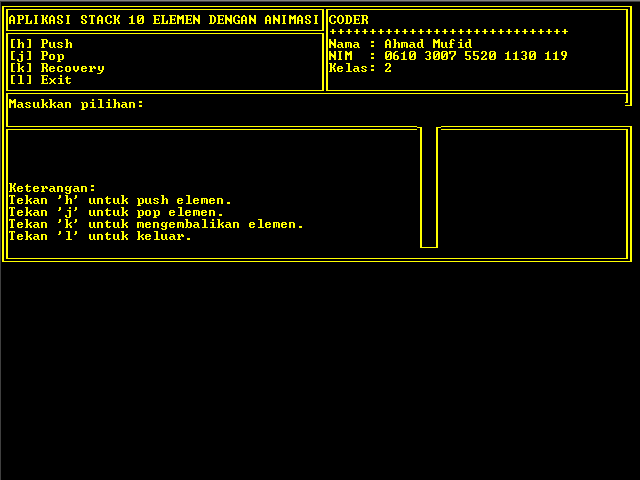 APLIKASI STACK 10 ELEMEN DENGAN ANIMASI
[h] Push
[j] Pop
[k] Recovery
[l] Exit
CODER
++++++++++++++++++++++++++++++
Nama : Ahmad Mufid
NIM  : 0610 3007 5520 1130 119
Kelas: 2
Masukkan pilihan:
Keterangan:
Tekan 'h' untuk push elemen.
Tekan 'j' untuk pop elemen.
Tekan 'k' untuk mengembalikan elemen.
Tekan 'l' untuk keluar.